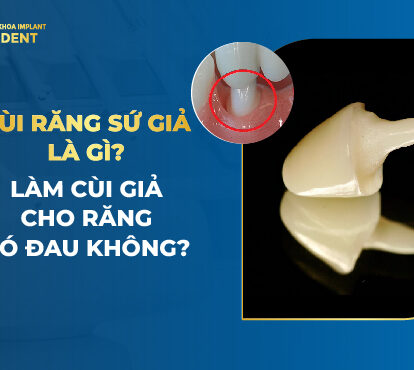 KHOA IMPLANT
DENT
ÙI RĂNG SỨ GIẢ
LÀ GÌ?
LÀM CÙI GIẢ
CHO RĂNG
Ó ĐAU KHÔNG?